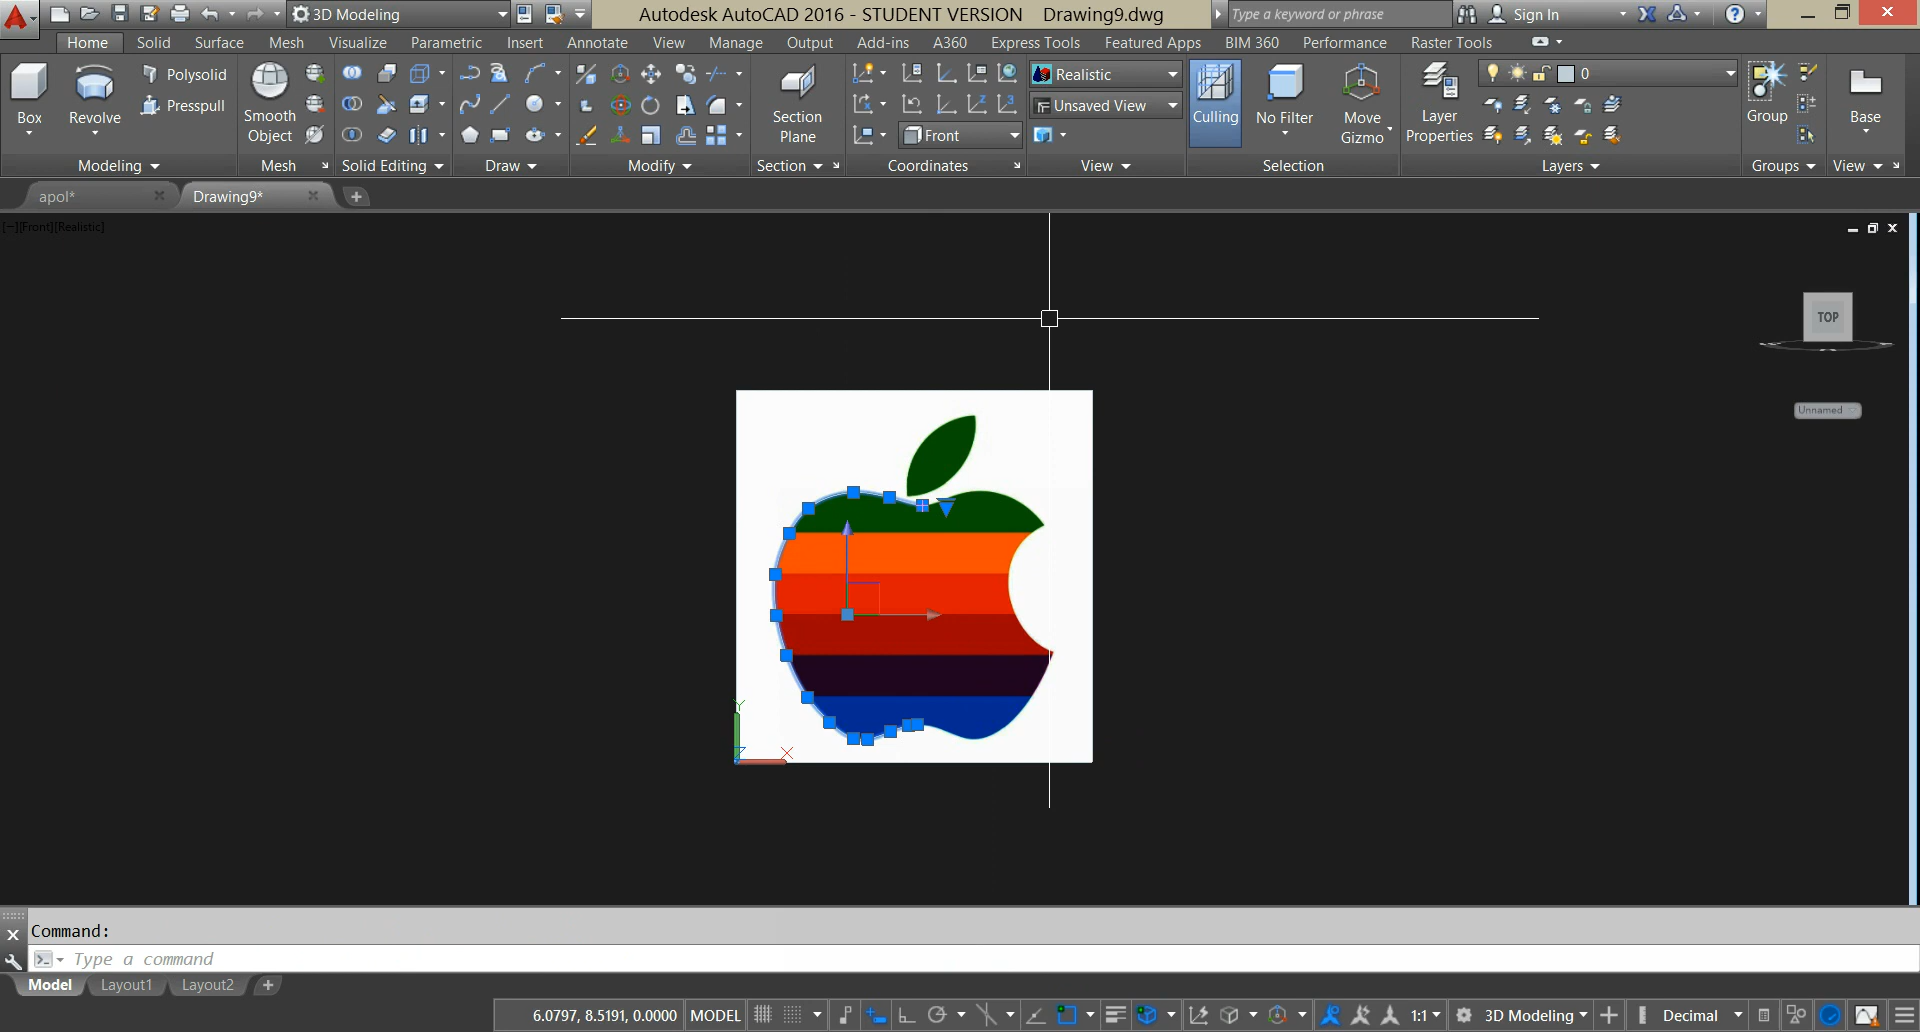 3D Modeling
Autodesk AutoCAD 2016 - STUDENT VERSION Drawing9.dwg
Type a keyword or phrase
Sign In
Home Solid Surface Mesh Visualize Parametric Insert Annotate View Manage Output Add-ins A360 Express Tools Featured Apps BIM 360 Performance Raster Tools
Box
Revolve
Polysolid
Presspull
Smooth
Object
Section
Plane
Front
Realistic
Unsaved View
Culling
No Filter
Move
Gizmo
Layer
Properties
0
Group
Base
Modeling Mesh Solid Editing Draw Modify Section Coordinates View Selection Layers Groups View
apol* Drawing9*
[−][Front][Realistic]
TOP
Unnamed
Y
Z X
Command:
Type a command
Model Layout1 Layout2
6.0797, 8.5191, 0.0000 MODEL 1:1 3D Modeling Decimal